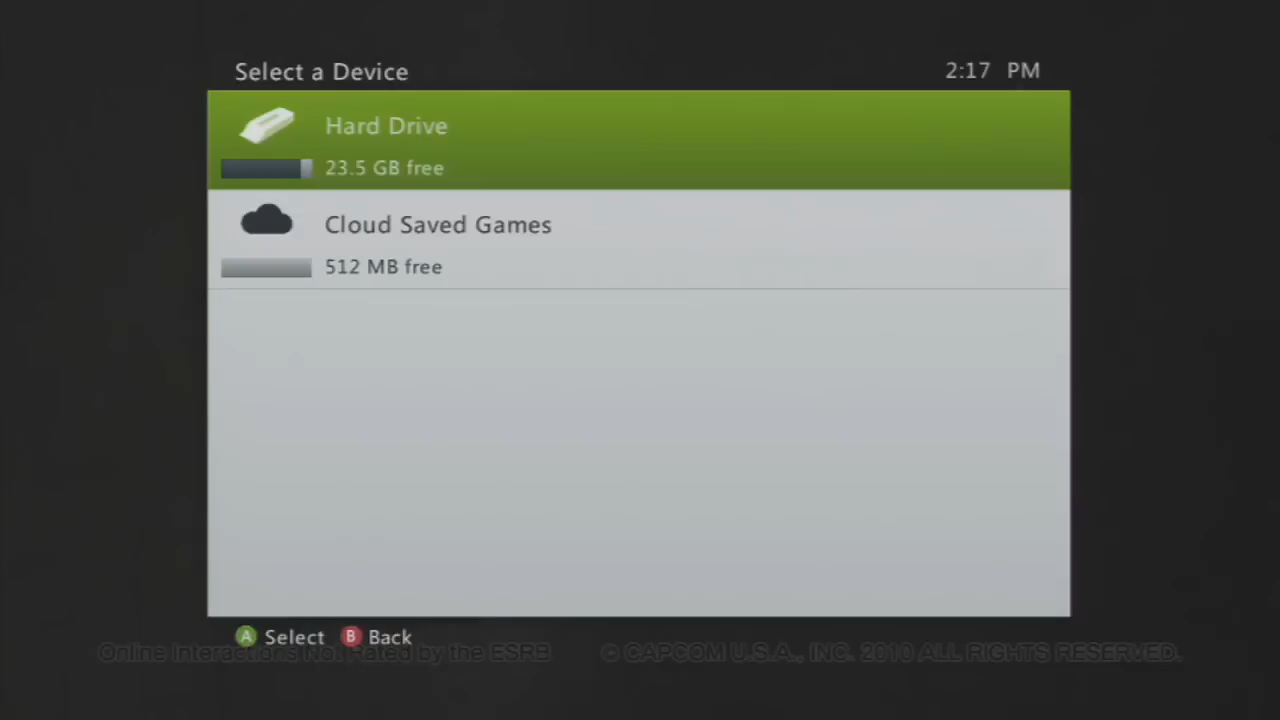 Select a Device
2:17 PM
Hard Drive
23.5 GB free
Cloud Saved Games
512 MB free
A Select B Back
Online Interactions Not Rated by the ESRB © CAPCOM U.S.A., INC. 2010 ALL RIGHTS RESERVED.